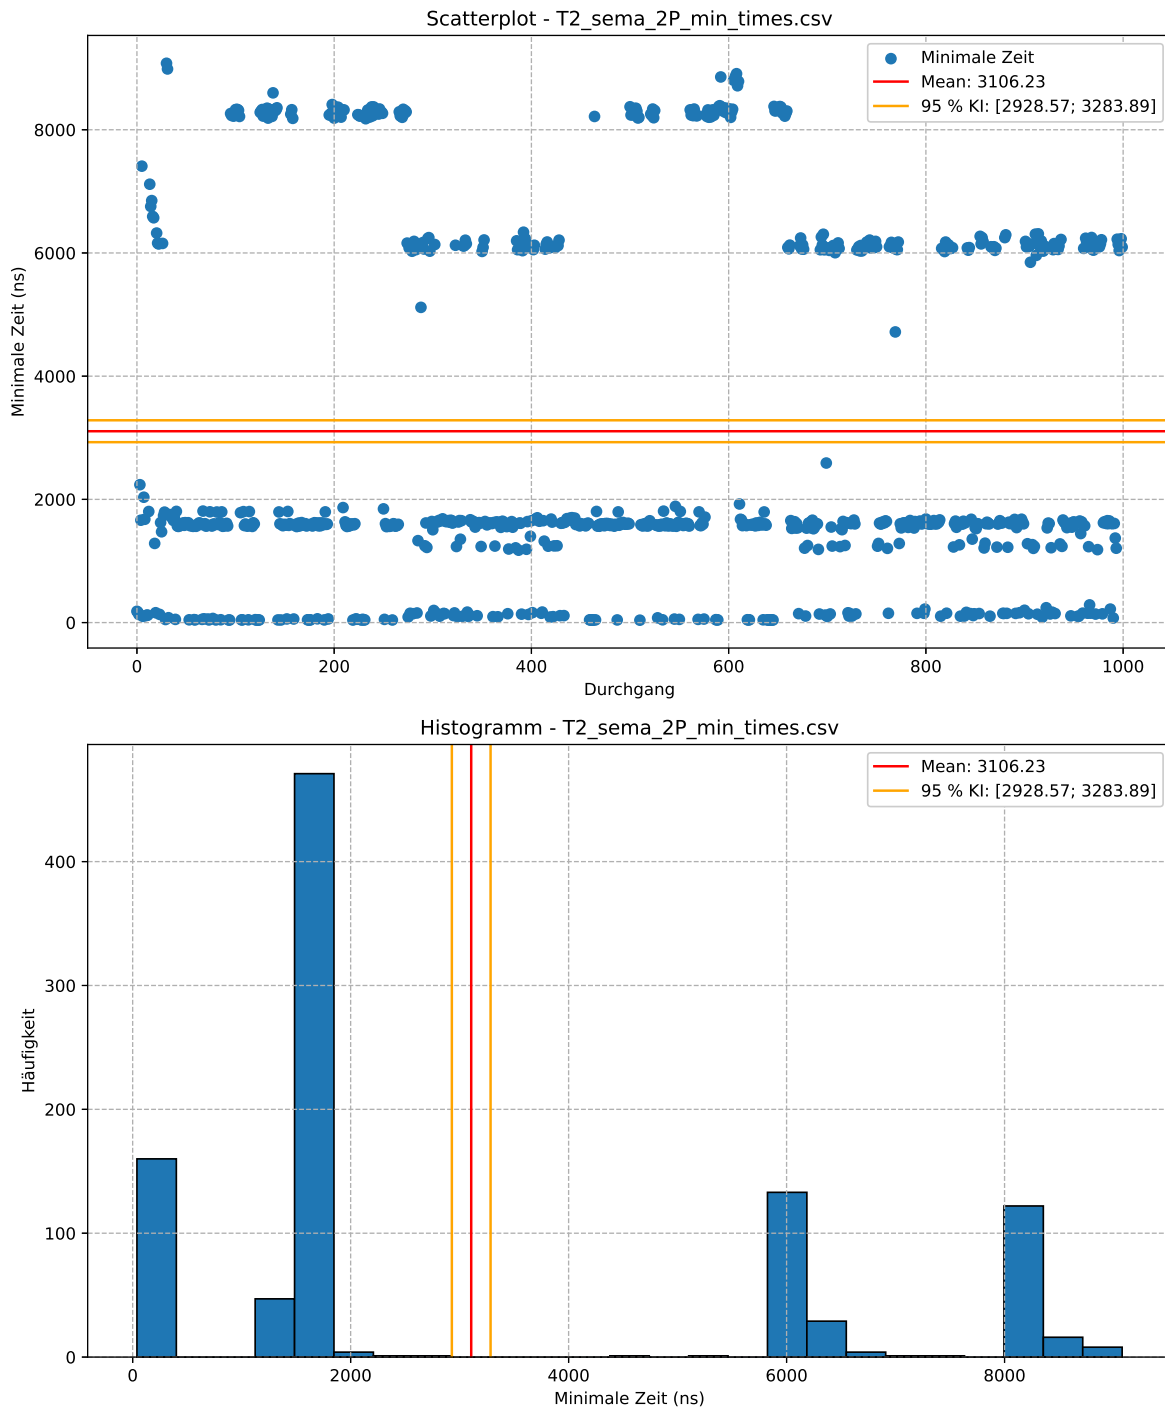 Scatterplot - T2_sema_2P_min_times.csv
Minimale Zeit
Mean: 3106.23
95 % KI: [2928.57; 3283.89]
Minimale Zeit (ns)
8000
6000
4000
2000
0
0 200 400 600 800 1000
Durchgang
Histogramm - T2_sema_2P_min_times.csv
Mean: 3106.23
95 % KI: [2928.57; 3283.89]
Häufigkeit
400
300
200
100
0
0 2000 4000 6000 8000
Minimale Zeit (ns)